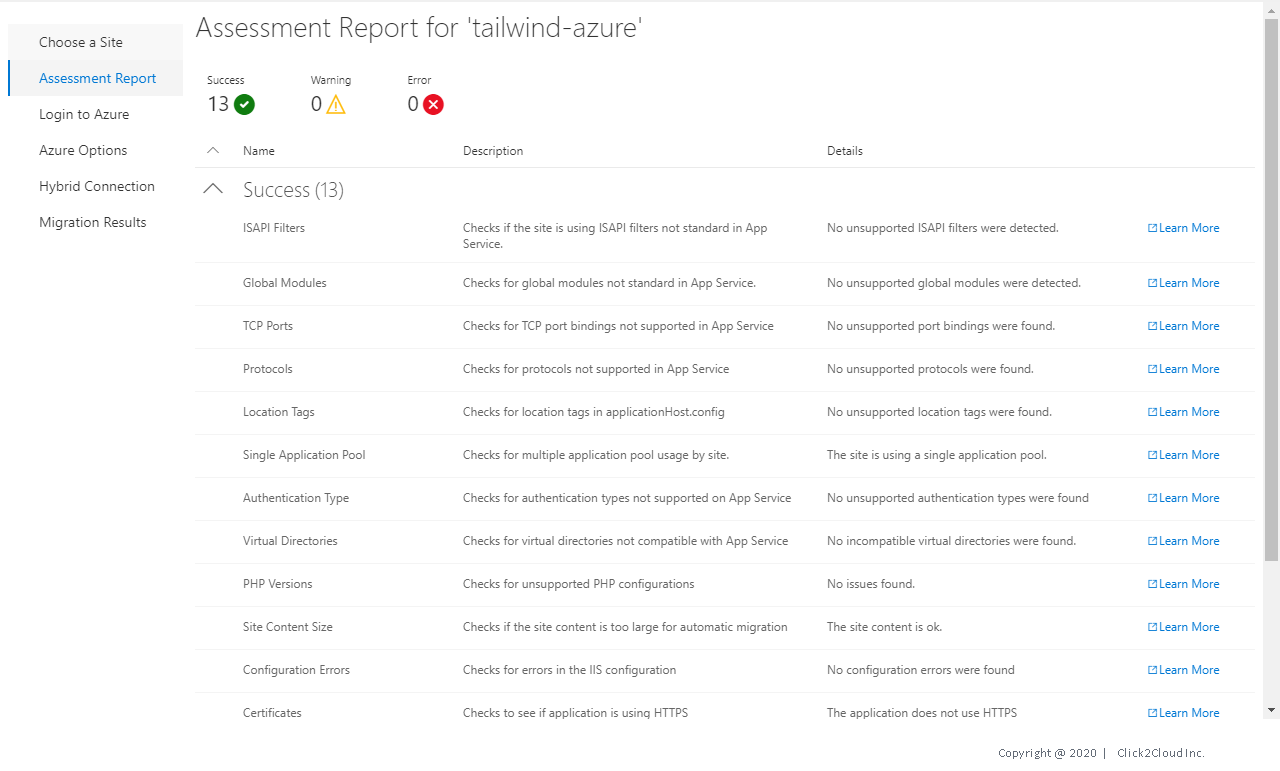 Choose a Site
Assessment Report
Login to Azure
Azure Options
Hybrid Connection
Migration Results
Assessment Report for 'tailwind-azure'
Success Warning Error
13 0 0
Name Description Details
Success (13)
ISAPI Filters Checks if the site is using ISAPI filters not standard in App No unsupported ISAPI filters were detected. Learn More
Service.
Global Modules Checks for global modules not standard in App Service. No unsupported global modules were detected. Learn More
TCP Ports Checks for TCP port bindings not supported in App Service No unsupported port bindings were found. Learn More
Protocols Checks for protocols not supported in App Service No unsupported protocols were found. Learn More
Location Tags Checks for location tags in applicationHost.config No unsupported location tags were found. Learn More
Single Application Pool Checks for multiple application pool usage by site. The site is using a single application pool. Learn More
Authentication Type Checks for authentication types not supported on App Service No unsupported authentication types were found Learn More
Virtual Directories Checks for virtual directories not compatible with App Service No incompatible virtual directories were found. Learn More
PHP Versions Checks for unsupported PHP configurations No issues found. Learn More
Site Content Size Checks if the site content is too large for automatic migration The site content is ok. Learn More
Configuration Errors Checks for errors in the IIS configuration No configuration errors were found Learn More
Certificates Checks to see if application is using HTTPS The application does not use HTTPS Learn More
Copyright @ 2020 | Click2Cloud Inc.